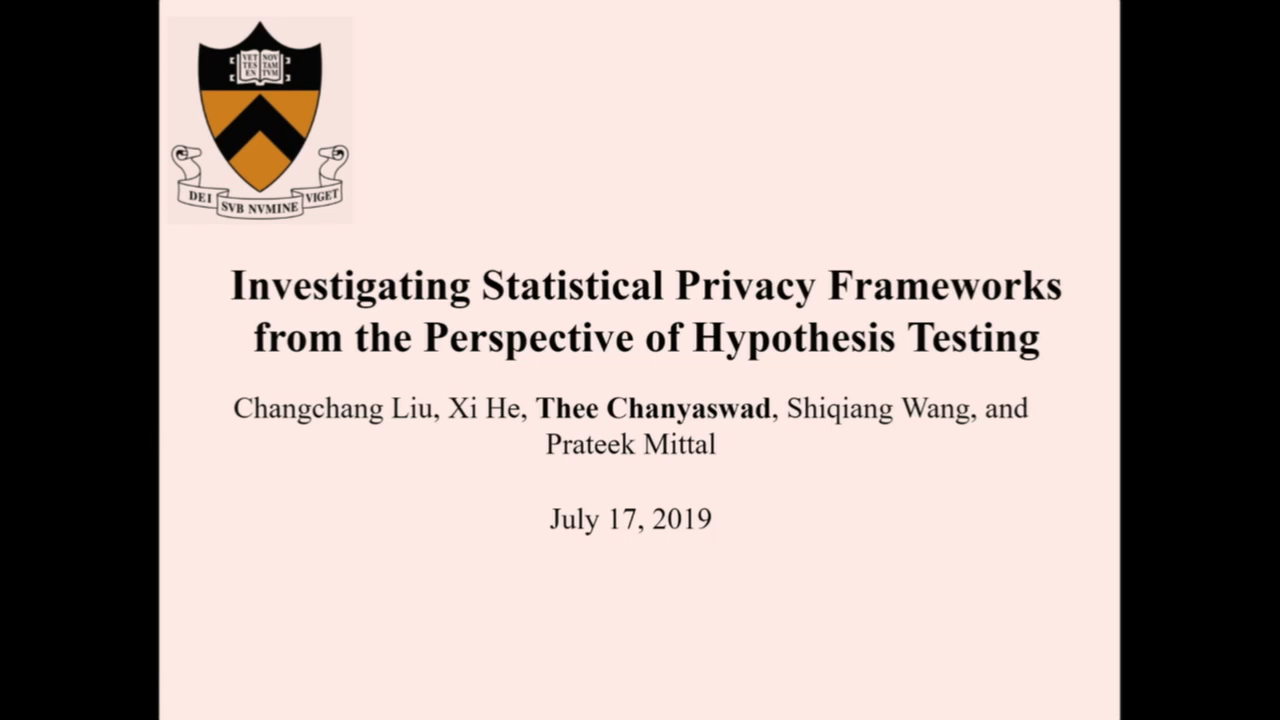 VET NOV
TES TAM
EN TVM
DEI SVB NVMINE VIGET
Investigating Statistical Privacy Frameworks
from the Perspective of Hypothesis Testing
Changchang Liu, Xi He, Thee Chanyaswad, Shiqiang Wang, and
Prateek Mittal
July 17, 2019